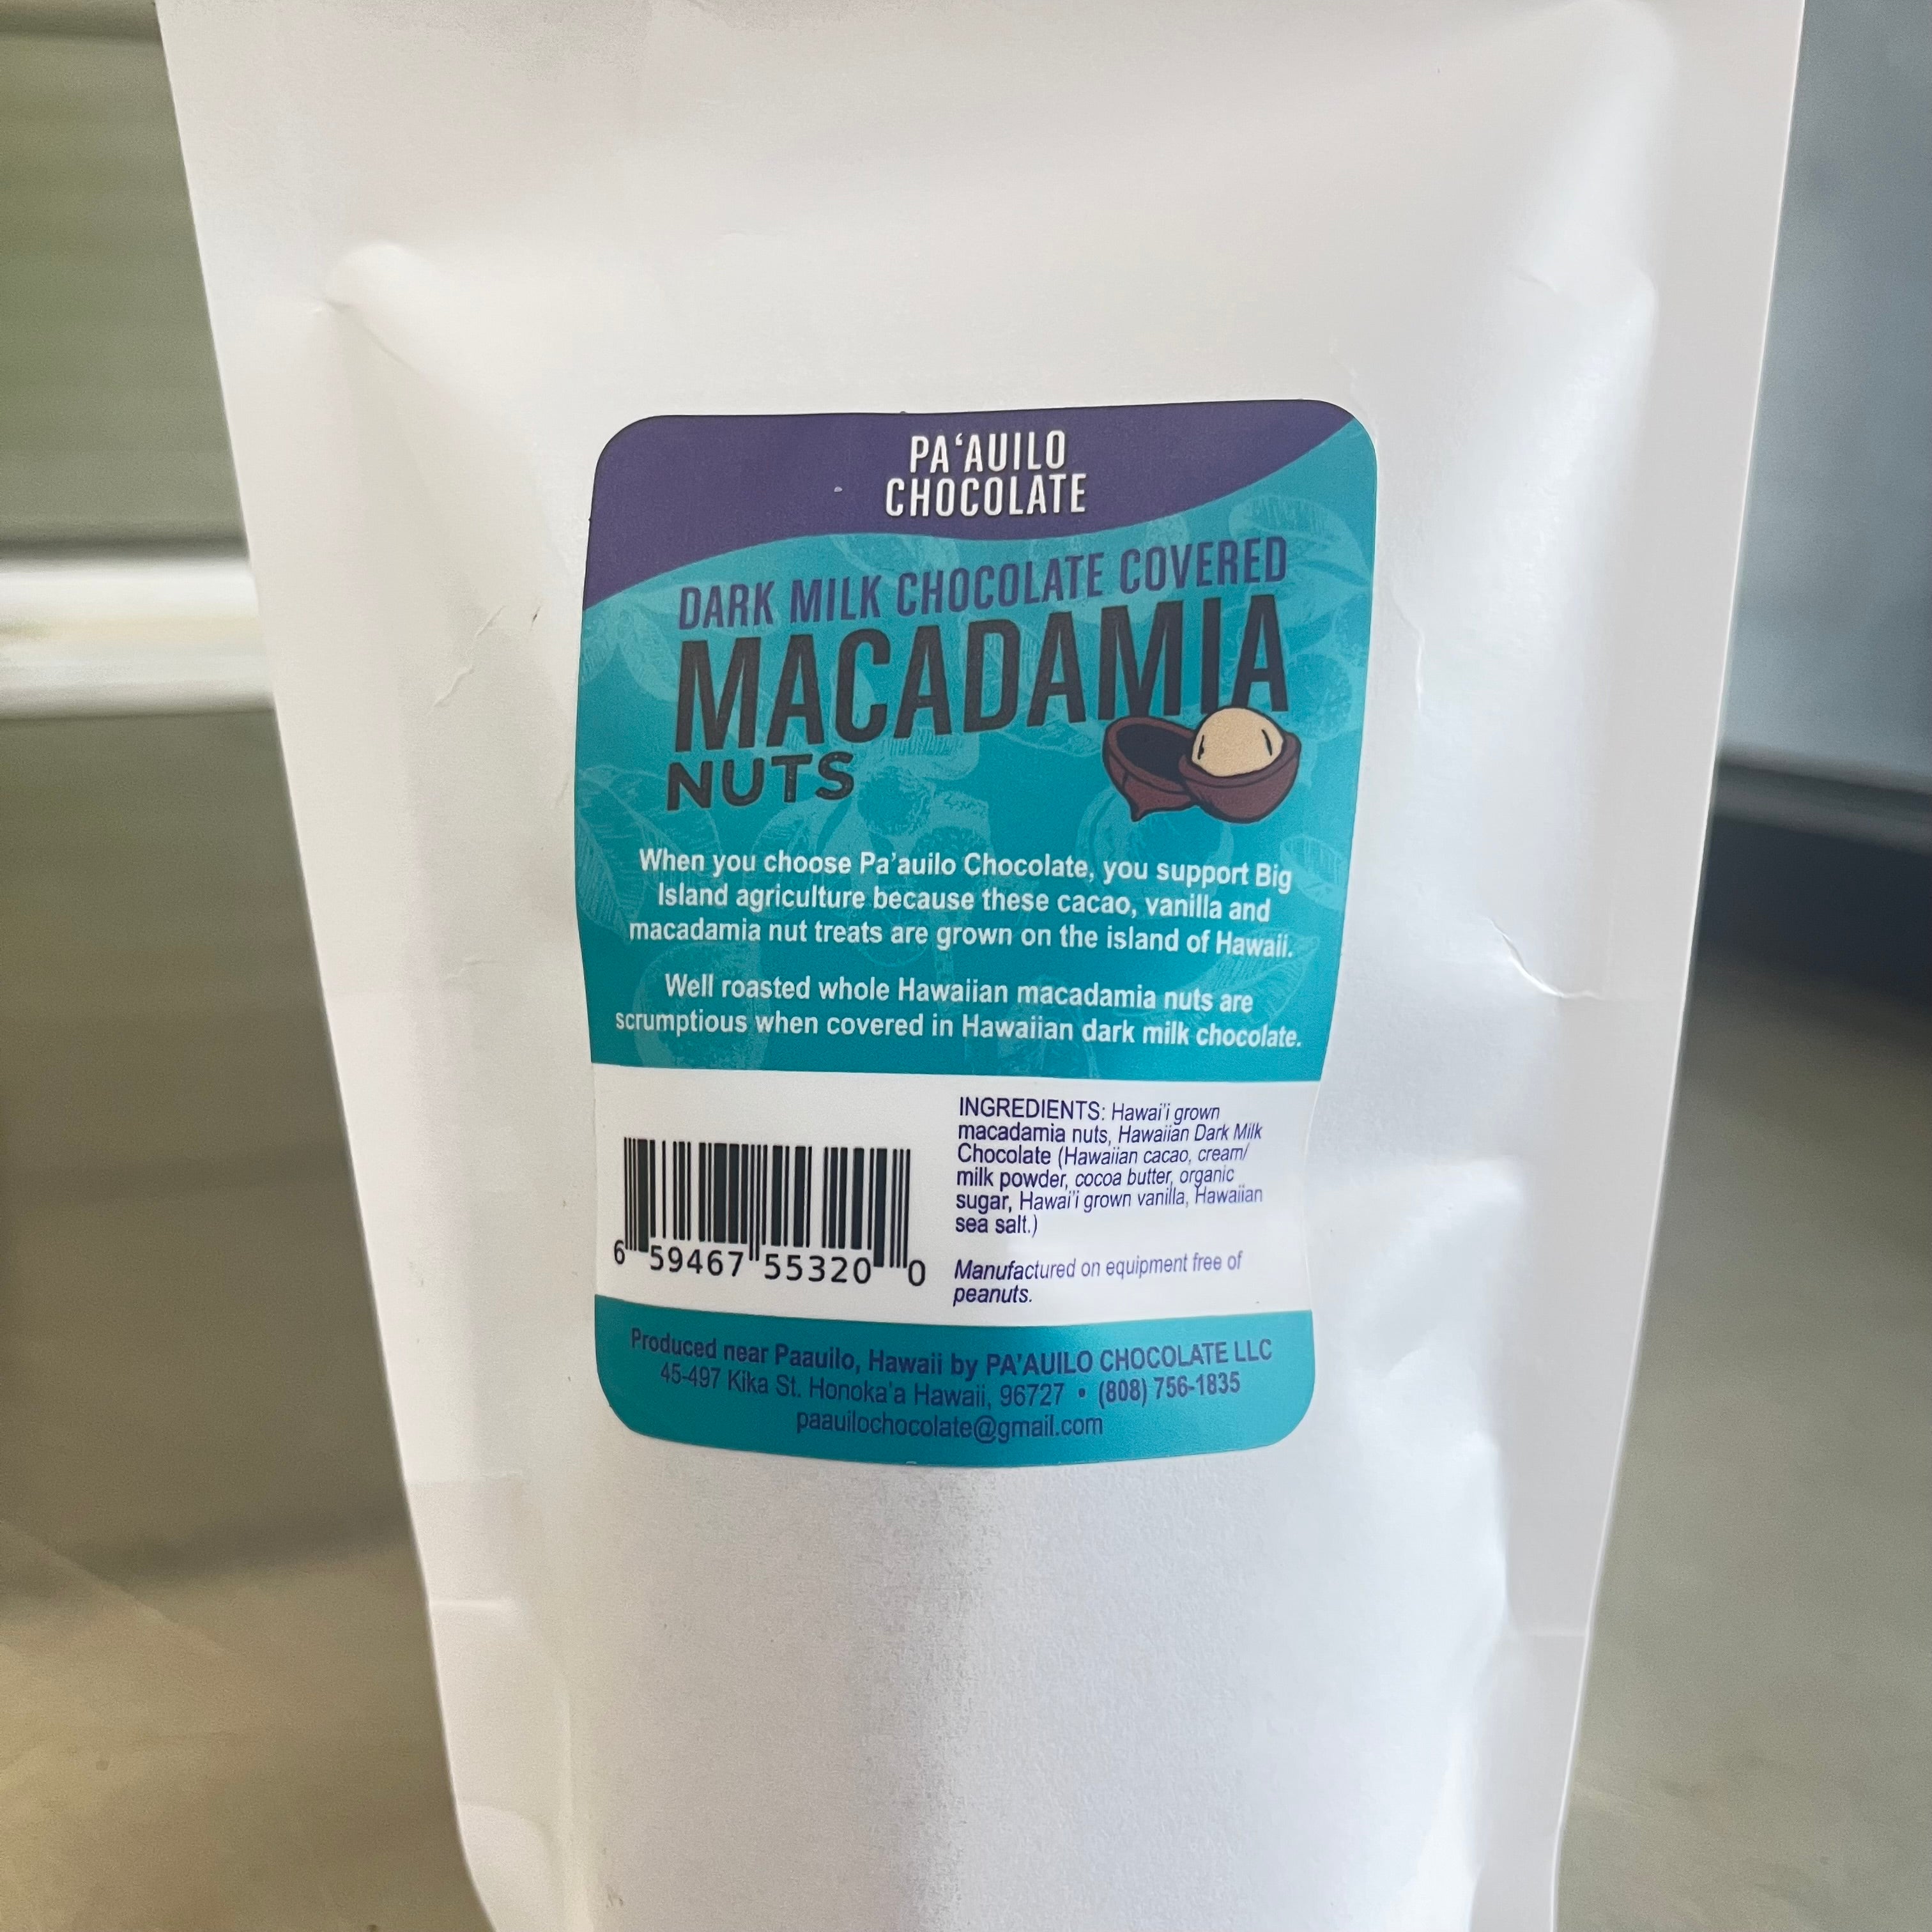 PA‘AUILO
CHOCOLATE
DARK MILK CHOCOLATE COVERED
MACADAMIA
NUTS
When you choose Pa’auilo Chocolate, you support Big
Island agriculture because these cacao, vanilla and
macadamia nut treats are grown on the island of Hawaii.
Well roasted whole Hawaiian macadamia nuts are
scrumptious when covered in Hawaiian dark milk chocolate.
INGREDIENTS: Hawai’i grown
macadamia nuts, Hawaiian Dark Milk
Chocolate (Hawaiian cacao, cream/
milk powder, cocoa butter, organic
sugar, Hawai’i grown vanilla, Hawaiian
sea salt.)
6 59467 55320 0
Manufactured on equipment free of
peanuts.
Produced near Paauilo, Hawaii by PA’AUILO CHOCOLATE LLC
45-497 Kika St. Honoka’a Hawaii, 96727 • (808) 756-1835
paauilochocolate@gmail.com